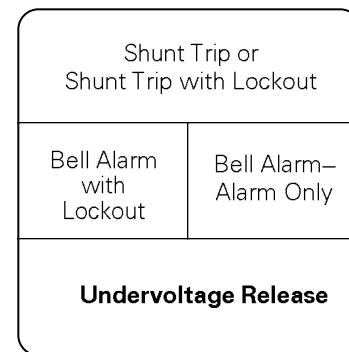 Shunt Trip or
Shunt Trip with Lockout
Bell Alarm
with
Lockout
Bell Alarm–
Alarm Only
Undervoltage Release